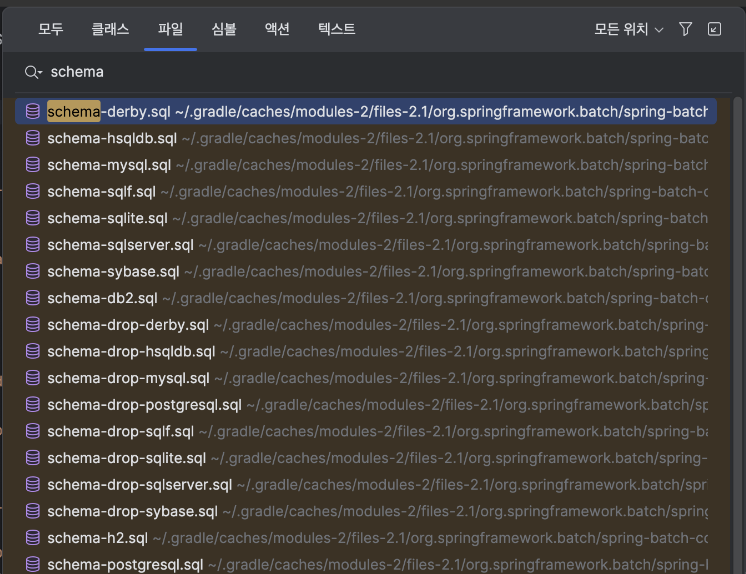 모두 클래스 파일 심볼 액션 텍스트 모든 위치
schema
schema-derby.sql ~/.gradle/caches/modules-2/files-2.1/org.springframework.batch/spring-batch
schema-hsqldb.sql ~/.gradle/caches/modules-2/files-2.1/org.springframework.batch/spring-batc
schema-mysql.sql ~/.gradle/caches/modules-2/files-2.1/org.springframework.batch/spring-batch
schema-sqlf.sql ~/.gradle/caches/modules-2/files-2.1/org.springframework.batch/spring-batch-c
schema-sqlite.sql ~/.gradle/caches/modules-2/files-2.1/org.springframework.batch/spring-batch
schema-sqlserver.sql ~/.gradle/caches/modules-2/files-2.1/org.springframework.batch/spring-ba
schema-sybase.sql ~/.gradle/caches/modules-2/files-2.1/org.springframework.batch/spring-batc
schema-db2.sql ~/.gradle/caches/modules-2/files-2.1/org.springframework.batch/spring-batch-c
schema-drop-derby.sql ~/.gradle/caches/modules-2/files-2.1/org.springframework.batch/spring-
schema-drop-hsqldb.sql ~/.gradle/caches/modules-2/files-2.1/org.springframework.batch/spring
schema-drop-mysql.sql ~/.gradle/caches/modules-2/files-2.1/org.springframework.batch/spring-
schema-drop-postgresql.sql ~/.gradle/caches/modules-2/files-2.1/org.springframework.batch/sp
schema-drop-sqlf.sql ~/.gradle/caches/modules-2/files-2.1/org.springframework.batch/spring-ba
schema-drop-sqlite.sql ~/.gradle/caches/modules-2/files-2.1/org.springframework.batch/spring-
schema-drop-sqlserver.sql ~/.gradle/caches/modules-2/files-2.1/org.springframework.batch/spri
schema-drop-sybase.sql ~/.gradle/caches/modules-2/files-2.1/org.springframework.batch/spring
schema-h2.sql ~/.gradle/caches/modules-2/files-2.1/org.springframework.batch/spring-batch-co
schema-postgresql.sql ~/.gradle/caches/modules-2/files-2.1/org.springframework.batch/spring-l